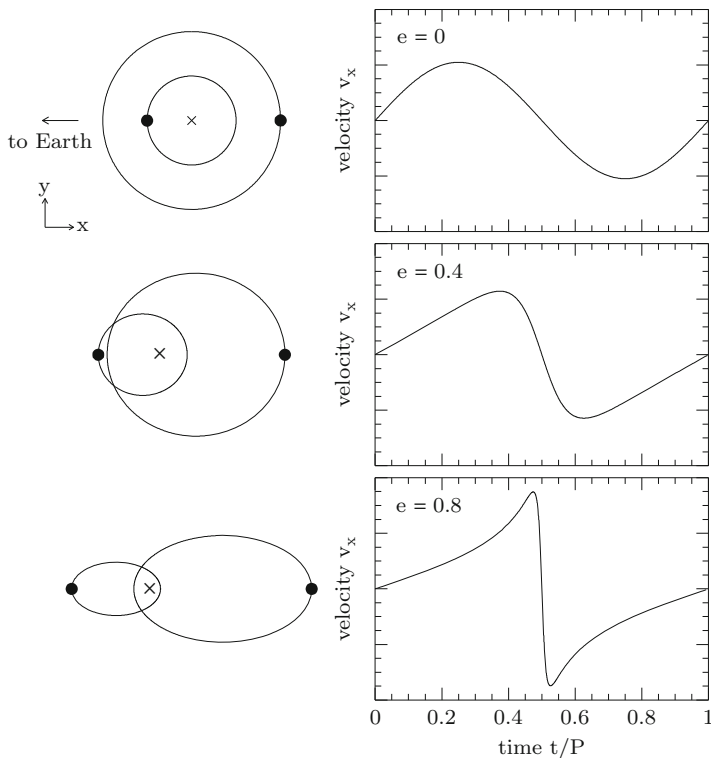 e = 0
velocity v_x
to Earth
y
x
e = 0.4
velocity v_x
e = 0.8
velocity v_x
0 0.2 0.4 0.6 0.8 1
time t/P